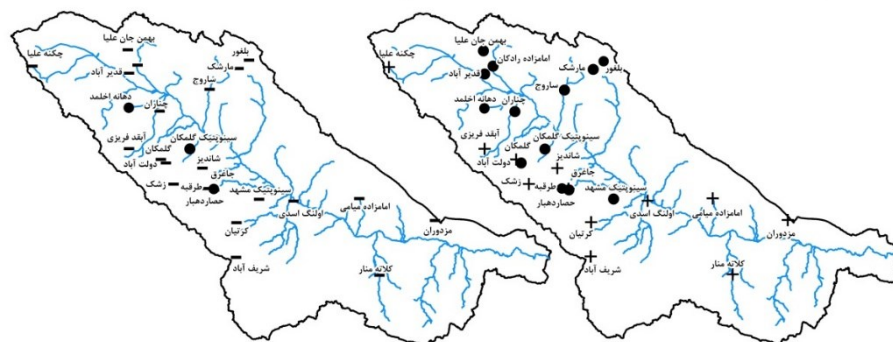 بهمن جان علیا
چکنه علیا
بلغور
مارشک
قدیر آباد
ساروج
دهانه اخلمد
چناران
آبقد فریزی
سینوپتیک گلمکان
گلمکان
دولت آباد
شاندیز
جاغرق
زشک
طرقبه
سینوپتیک مشهد
حصاردهبار
امامزاده میامی
اولنگ اسدی
کرتیان
مزدوران
شریف آباد
کلاته منار
بهمن جان علیا
چکنه علیا
امامزاده رادکان
بلغور
مارشک
قدیر آباد
ساروج
دهانه اخلمد
چناران
آبقد فریزی
سینوپتیک گلمکان
گلمکان
دولت آباد
شاندیز
جاغرق
زشک
طرقبه
سینوپتیک مشهد
حصاردهبار
امامزاده میامی
اولنگ اسدی
کرتیان
مزدوران
شریف آباد
کلاته منار